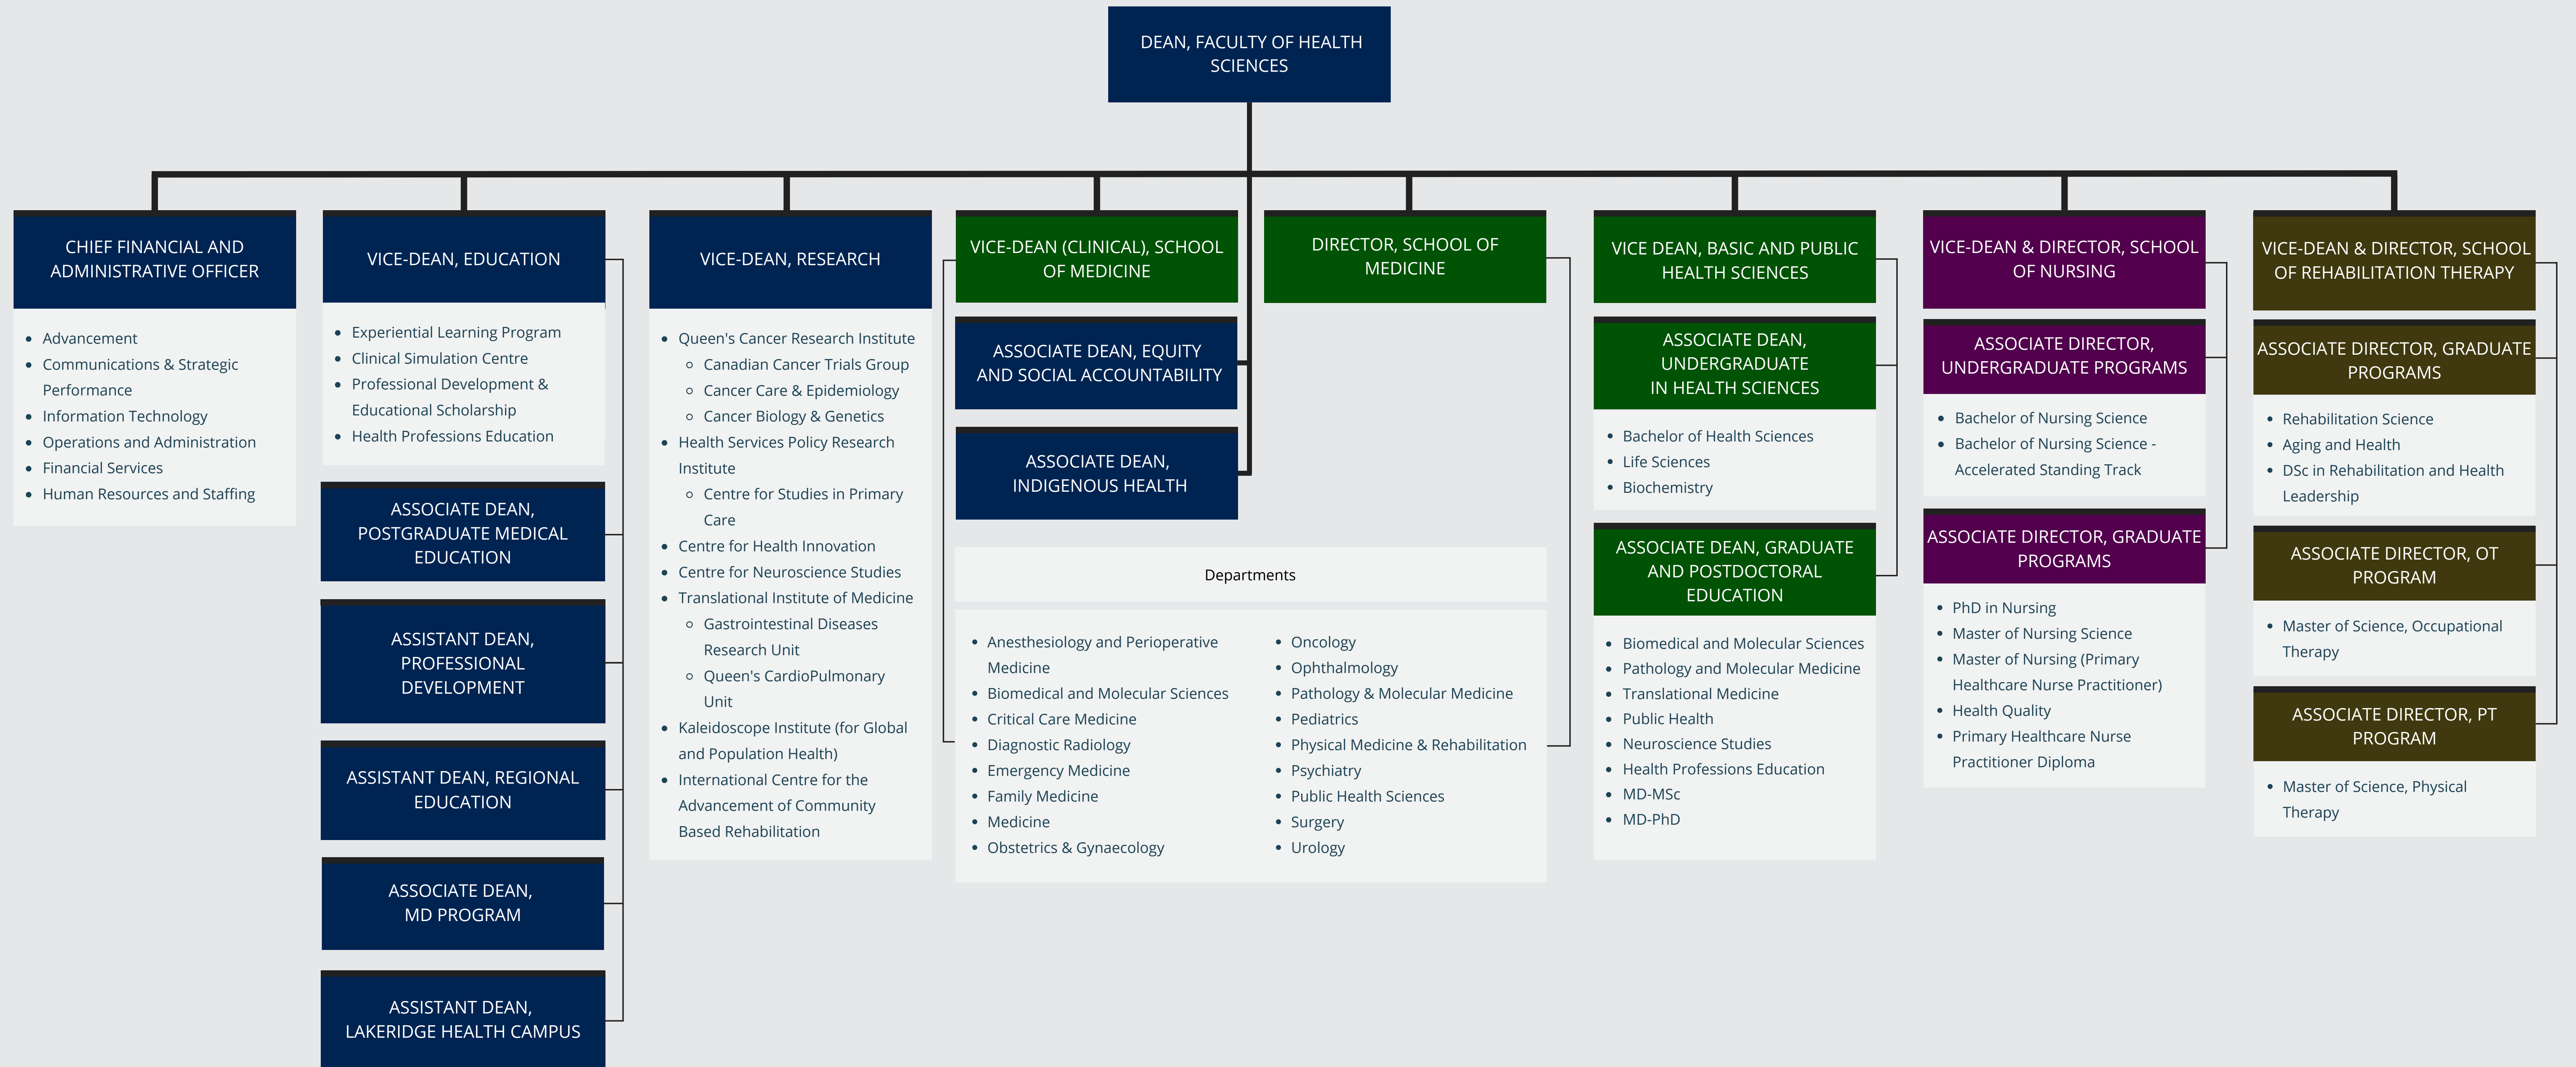 DEAN, FACULTY OF HEALTH
SCIENCES
CHIEF FINANCIAL AND
ADMINISTRATIVE OFFICER
• Advancement
• Communications & Strategic
Performance
• Information Technology
• Operations and Administration
• Financial Services
• Human Resources and Staffing
VICE-DEAN, EDUCATION
• Experiential Learning Program
• Clinical Simulation Centre
• Professional Development &
Educational Scholarship
• Health Professions Education
ASSOCIATE DEAN,
POSTGRADUATE MEDICAL
EDUCATION
ASSISTANT DEAN,
PROFESSIONAL
DEVELOPMENT
ASSISTANT DEAN, REGIONAL
EDUCATION
ASSOCIATE DEAN,
MD PROGRAM
ASSISTANT DEAN,
LAKERIDGE HEALTH CAMPUS
VICE-DEAN, RESEARCH
• Queen's Cancer Research Institute
◦ Canadian Cancer Trials Group
◦ Cancer Care & Epidemiology
◦ Cancer Biology & Genetics
• Health Services Policy Research
Institute
◦ Centre for Studies in Primary
Care
• Centre for Health Innovation
• Centre for Neuroscience Studies
• Translational Institute of Medicine
◦ Gastrointestinal Diseases
Research Unit
◦ Queen's CardioPulmonary
Unit
• Kaleidoscope Institute (for Global
and Population Health)
• International Centre for the
Advancement of Community
Based Rehabilitation
VICE-DEAN (CLINICAL), SCHOOL
OF MEDICINE
ASSOCIATE DEAN, EQUITY
AND SOCIAL ACCOUNTABILITY
ASSOCIATE DEAN,
INDIGENOUS HEALTH
DIRECTOR, SCHOOL OF
MEDICINE
Departments
• Anesthesiology and Perioperative
Medicine
• Biomedical and Molecular Sciences
• Critical Care Medicine
• Diagnostic Radiology
• Emergency Medicine
• Family Medicine
• Medicine
• Obstetrics & Gynaecology
• Oncology
• Ophthalmology
• Pathology & Molecular Medicine
• Pediatrics
• Physical Medicine & Rehabilitation
• Psychiatry
• Public Health Sciences
• Surgery
• Urology
VICE DEAN, BASIC AND PUBLIC
HEALTH SCIENCES
ASSOCIATE DEAN,
UNDERGRADUATE
IN HEALTH SCIENCES
• Bachelor of Health Sciences
• Life Sciences
• Biochemistry
ASSOCIATE DEAN, GRADUATE
AND POSTDOCTORAL
EDUCATION
• Biomedical and Molecular Sciences
• Pathology and Molecular Medicine
• Translational Medicine
• Public Health
• Neuroscience Studies
• Health Professions Education
• MD-MSc
• MD-PhD
VICE-DEAN & DIRECTOR, SCHOOL
OF NURSING
ASSOCIATE DIRECTOR,
UNDERGRADUATE PROGRAMS
• Bachelor of Nursing Science
• Bachelor of Nursing Science -
Accelerated Standing Track
ASSOCIATE DIRECTOR, GRADUATE
PROGRAMS
• PhD in Nursing
• Master of Nursing Science
• Master of Nursing (Primary
Healthcare Nurse Practitioner)
• Health Quality
• Primary Healthcare Nurse
Practitioner Diploma
VICE-DEAN & DIRECTOR, SCHOOL
OF REHABILITATION THERAPY
ASSOCIATE DIRECTOR, GRADUATE
PROGRAMS
• Rehabilitation Science
• Aging and Health
• DSc in Rehabilitation and Health
Leadership
ASSOCIATE DIRECTOR, OT
PROGRAM
• Master of Science, Occupational
Therapy
ASSOCIATE DIRECTOR, PT
PROGRAM
• Master of Science, Physical
Therapy